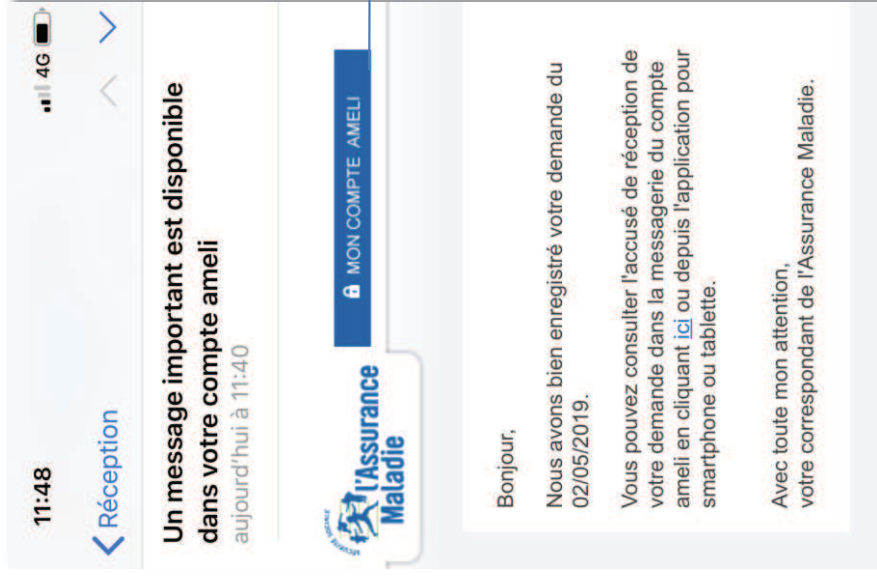 11:48
4G
Réception
Un message important est disponible
dans votre compte ameli
aujourd'hui à 11:40
SÉCURITÉ SOCIALE
l'Assurance
Maladie
MON COMPTE AMELI
Bonjour,
Nous avons bien enregistré votre demande du
02/05/2019.
Vous pouvez consulter l'accusé de réception de
votre demande dans la messagerie du compte
ameli en cliquant ici ou depuis l'application pour
smartphone ou tablette.
Avec toute mon attention,
votre correspondant de l'Assurance Maladie.